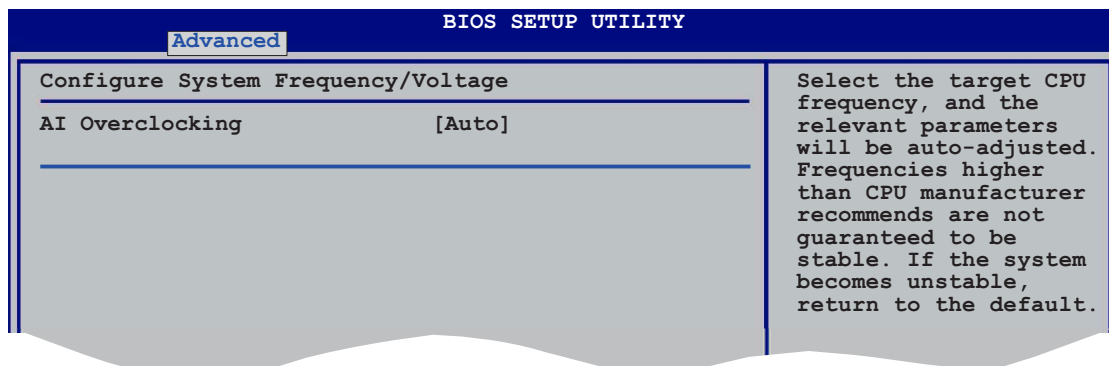 BIOS SETUP UTILITY
Advanced
Configure System Frequency/Voltage
AI Overclocking [Auto]
Select the target CPU
frequency, and the
relevant parameters
will be auto-adjusted.
Frequencies higher
than CPU manufacturer
recommends are not
guaranteed to be
stable. If the system
becomes unstable,
return to the default.